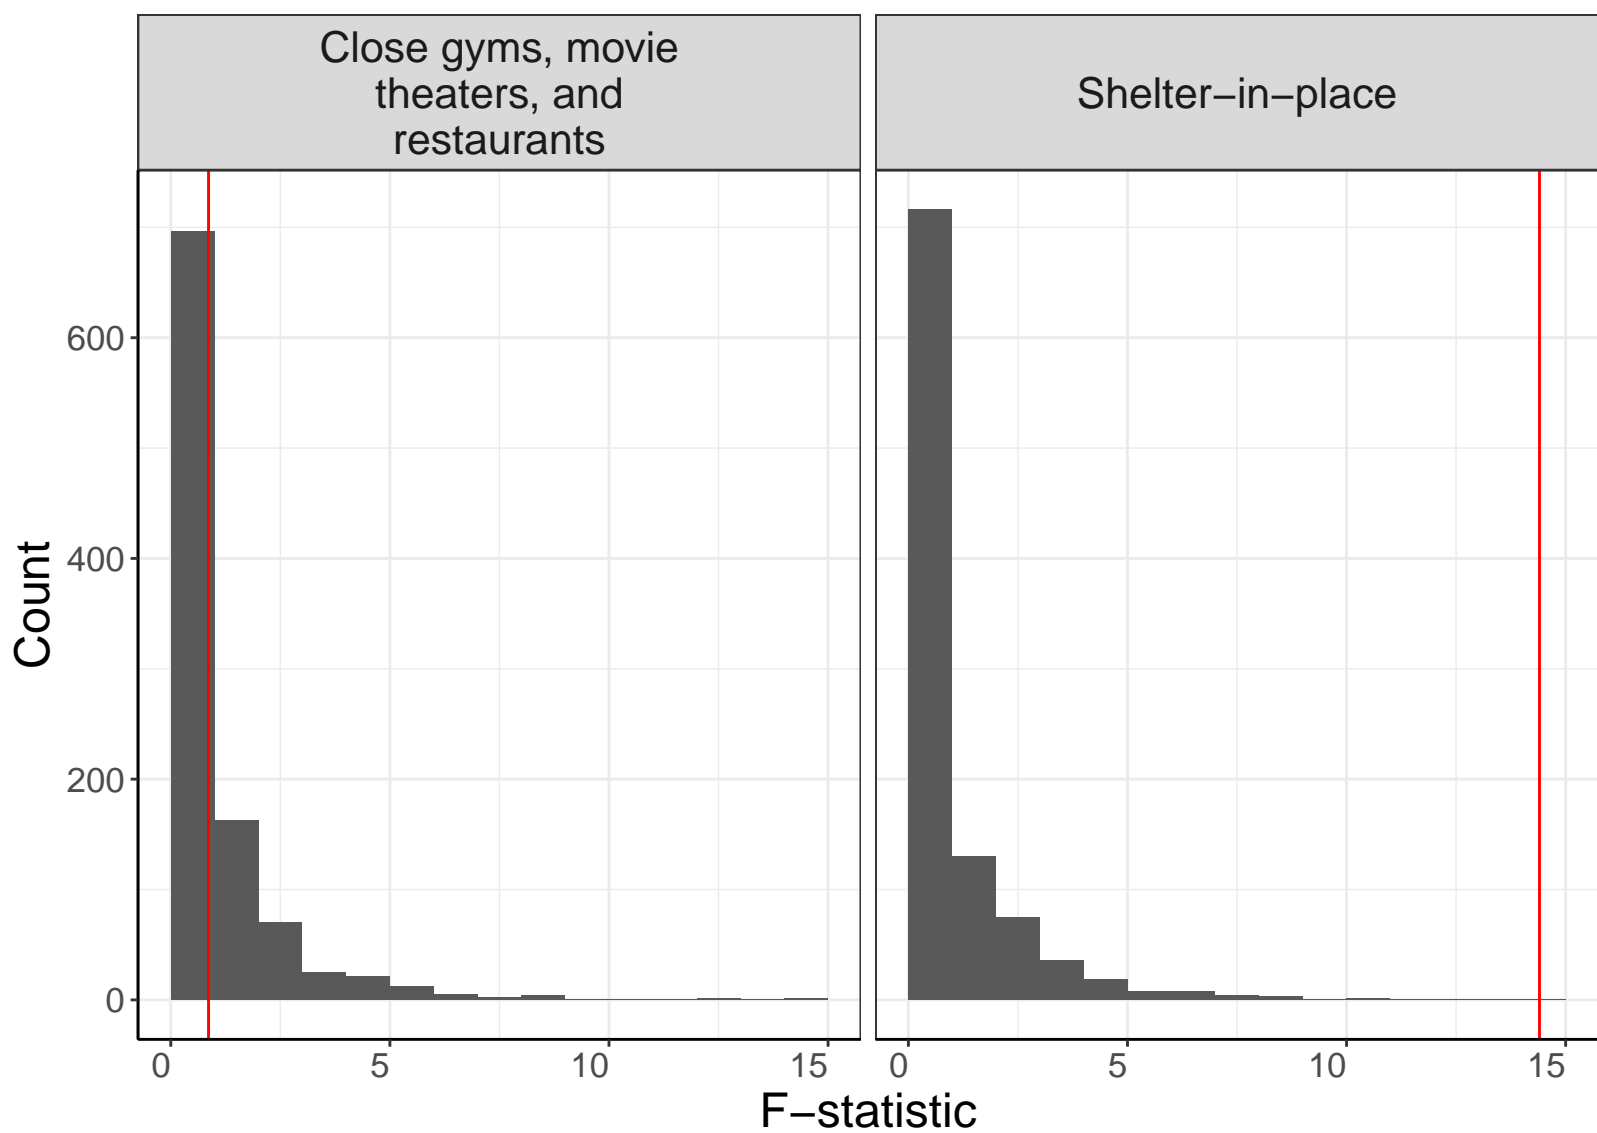 Close gyms, movie
theaters, and
restaurants
Shelter−in−place
Count
600
400
200
0
0 5 10 15
0 5 10 15
F−statistic